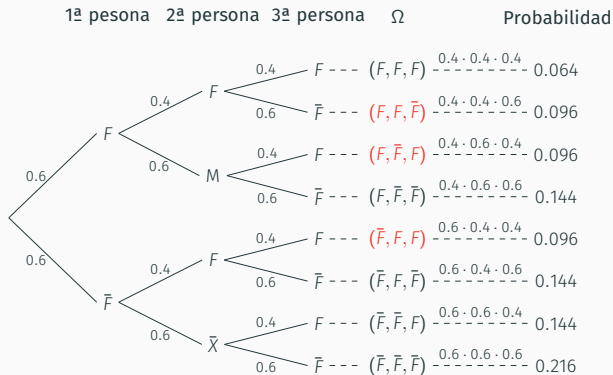 1ª pesona 2ª persona 3ª persona Ω Probabilidad
0.4 F (F, F, F) 0.4 · 0.4 · 0.4 0.064
0.4 F
0.6 F̄ (F, F, F̄) 0.4 · 0.4 · 0.6 0.096
0.6 F
0.4 F (F, F̄, F) 0.4 · 0.6 · 0.4 0.096
0.6 M
0.6 F̄ (F, F̄, F̄) 0.4 · 0.6 · 0.6 0.144
0.4 F (F̄, F, F) 0.6 · 0.4 · 0.4 0.096
0.4 F
0.6 F̄ (F̄, F, F̄) 0.6 · 0.4 · 0.6 0.144
0.6 F̄
0.4 F (F̄, F̄, F) 0.6 · 0.6 · 0.4 0.144
0.6 X̄
0.6 F̄ (F̄, F̄, F̄) 0.6 · 0.6 · 0.6 0.216